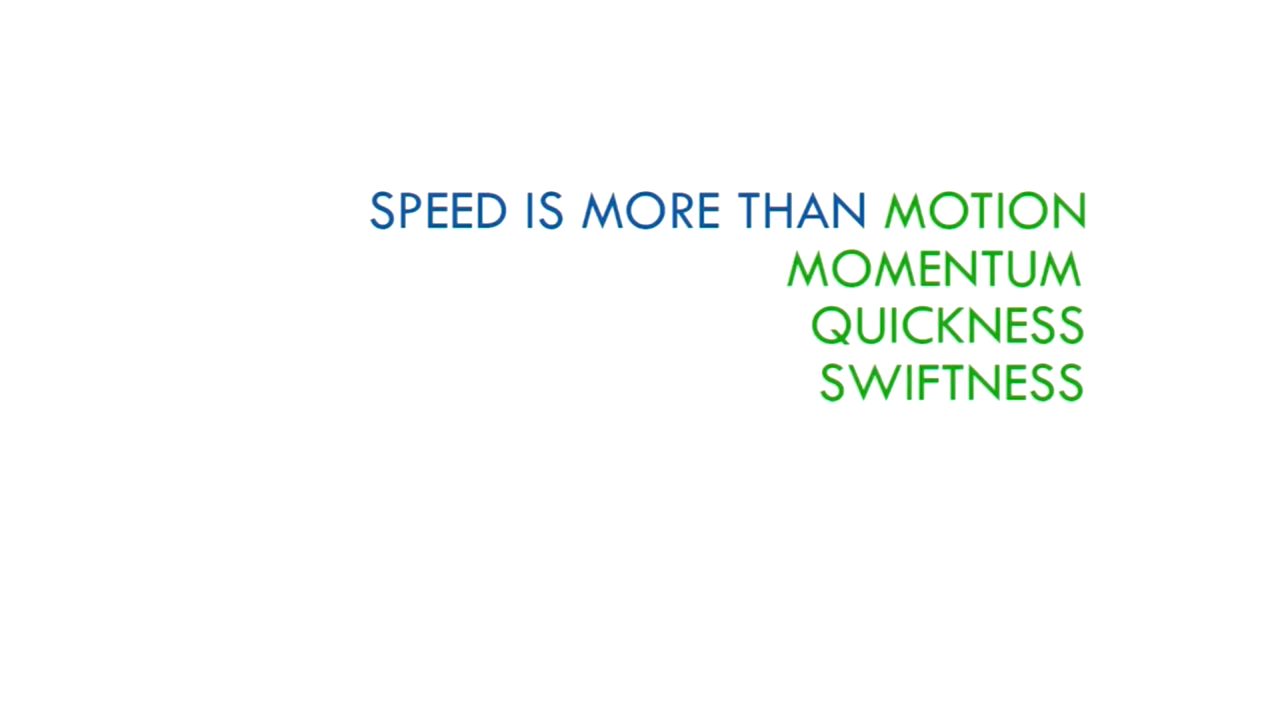 SPEED IS MORE THAN MOTION
MOMENTUM
QUICKNESS
SWIFTNESS